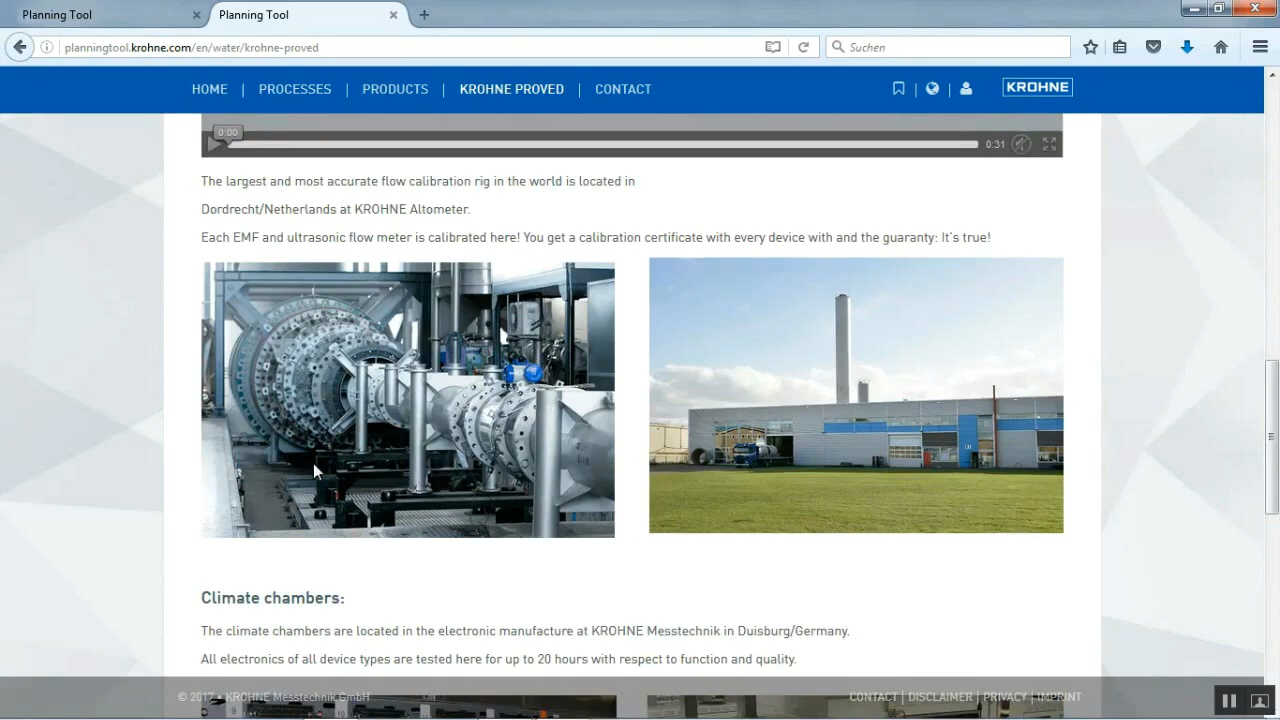 Planning Tool
Planning Tool
planningtool.krohne.com/en/water/krohne-proved
Suchen
HOME | PROCESSES | PRODUCTS | KROHNE PROVED | CONTACT
KROHNE
0:00
0:31
The largest and most accurate flow calibration rig in the world is located in
Dordrecht/Netherlands at KROHNE Altometer.
Each EMF and ultrasonic flow meter is calibrated here! You get a calibration certificate with every device with and the guaranty: It's true!
Climate chambers:
The climate chambers are located in the electronic manufacture at KROHNE Messtechnik in Duisburg/Germany.
All electronics of all device types are tested here for up to 20 hours with respect to function and quality.
© 2017 • KROHNE Messtechnik GmbH
CONTACT | DISCLAIMER | PRIVACY | IMPRINT